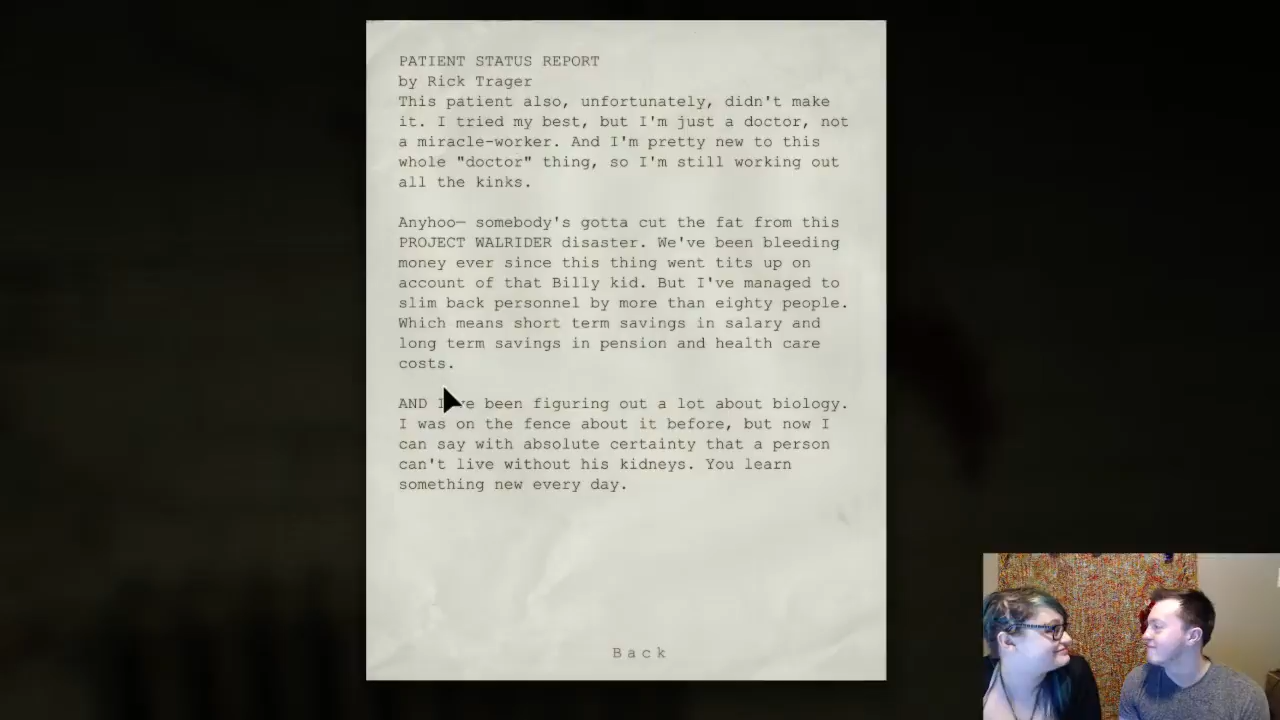 PATIENT STATUS REPORT
by Rick Trager
This patient also, unfortunately, didn't make
it. I tried my best, but I'm just a doctor, not
a miracle-worker. And I'm pretty new to this
whole "doctor" thing, so I'm still working out
all the kinks.
Anyhoo— somebody's gotta cut the fat from this
PROJECT WALRIDER disaster. We've been bleeding
money ever since this thing went tits up on
account of that Billy kid. But I've managed to
slim back personnel by more than eighty people.
Which means short term savings in salary and
long term savings in pension and health care
costs.
AND I've been figuring out a lot about biology.
I was on the fence about it before, but now I
can say with absolute certainty that a person
can't live without his kidneys. You learn
something new every day.
Back